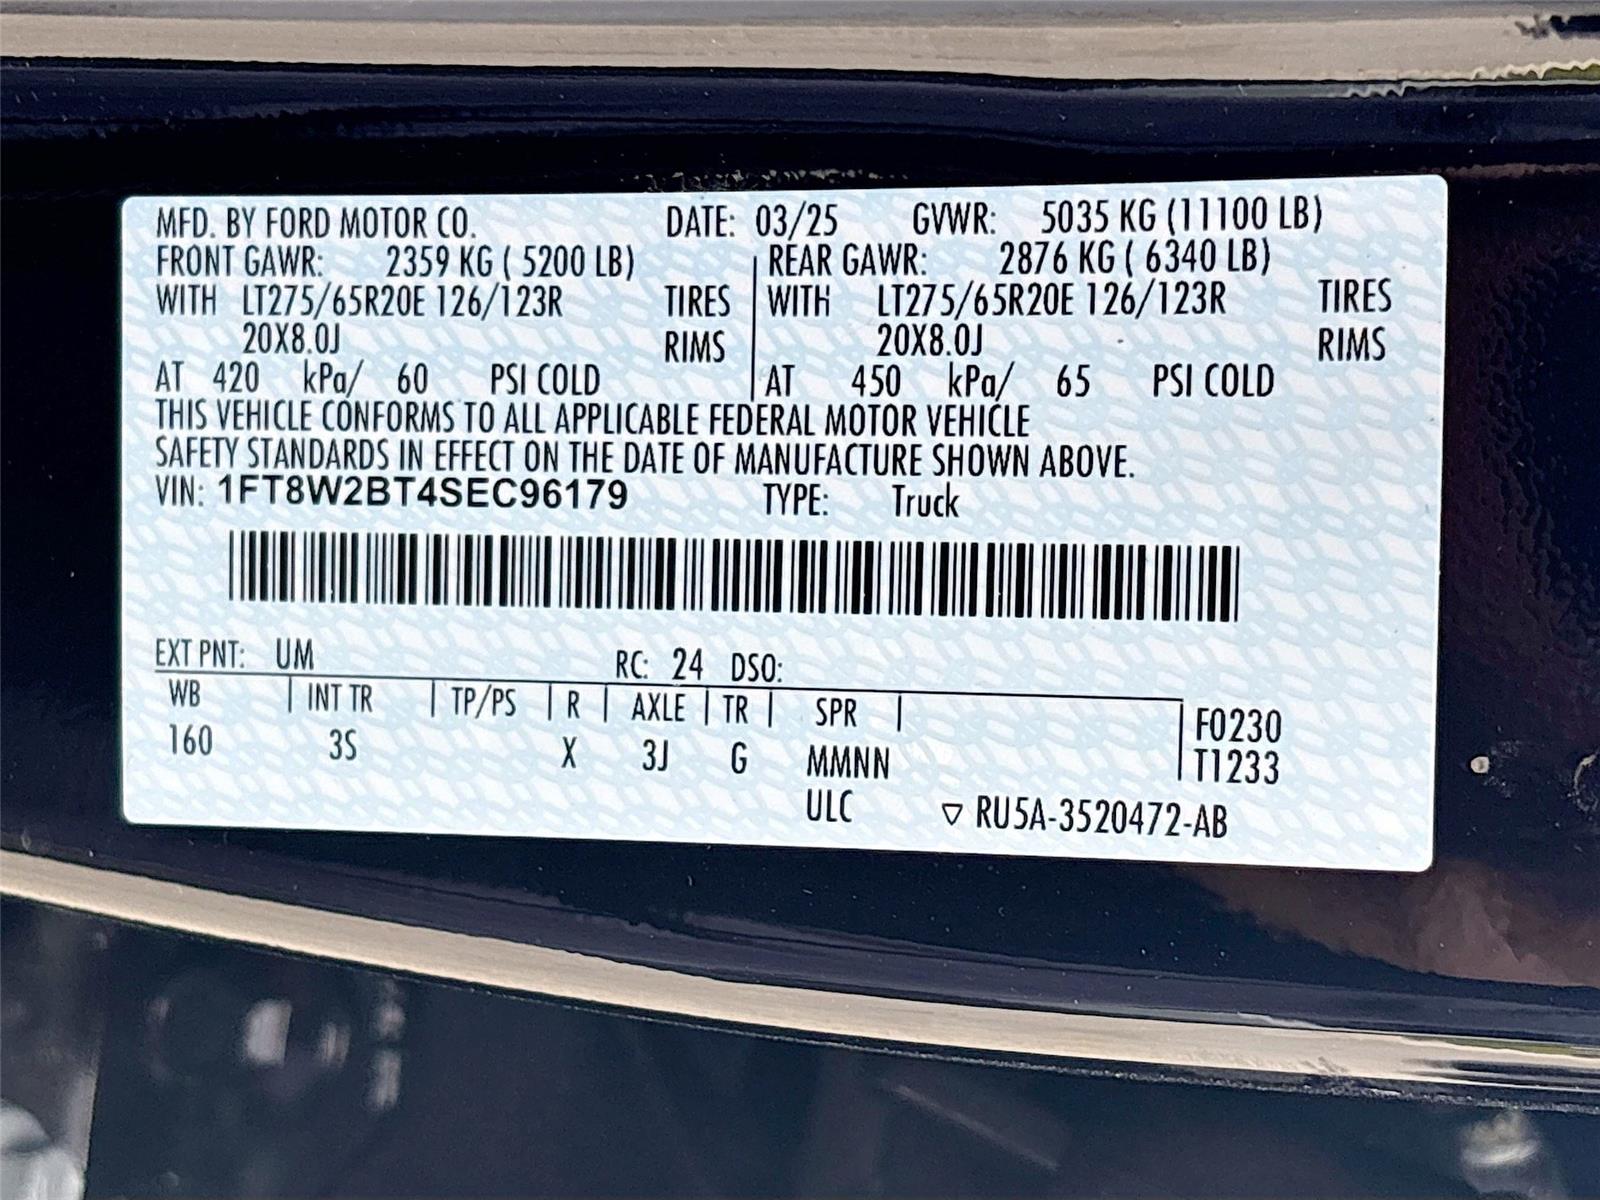 MFD. BY FORD MOTOR CO. DATE: 03/25 GVWR: 5035 KG (11100 LB)
FRONT GAWR: 2359 KG ( 5200 LB) REAR GAWR: 2876 KG ( 6340 LB)
WITH LT275/65R20E 126/123R TIRES WITH LT275/65R20E 126/123R TIRES
20X8.0J RIMS 20X8.0J RIMS
AT 420 kPa/ 60 PSI COLD AT 450 kPa/ 65 PSI COLD
THIS VEHICLE CONFORMS TO ALL APPLICABLE FEDERAL MOTOR VEHICLE
SAFETY STANDARDS IN EFFECT ON THE DATE OF MANUFACTURE SHOWN ABOVE.
VIN: 1FT8W2BT4SEC96179 TYPE: Truck
EXT PNT: UM RC: 24 DSO:
WB INT TR TP/PS R AXLE TR SPR F0230
160 3S X 3J G MMNN T1233
ULC ▽ RU5A-3520472-AB